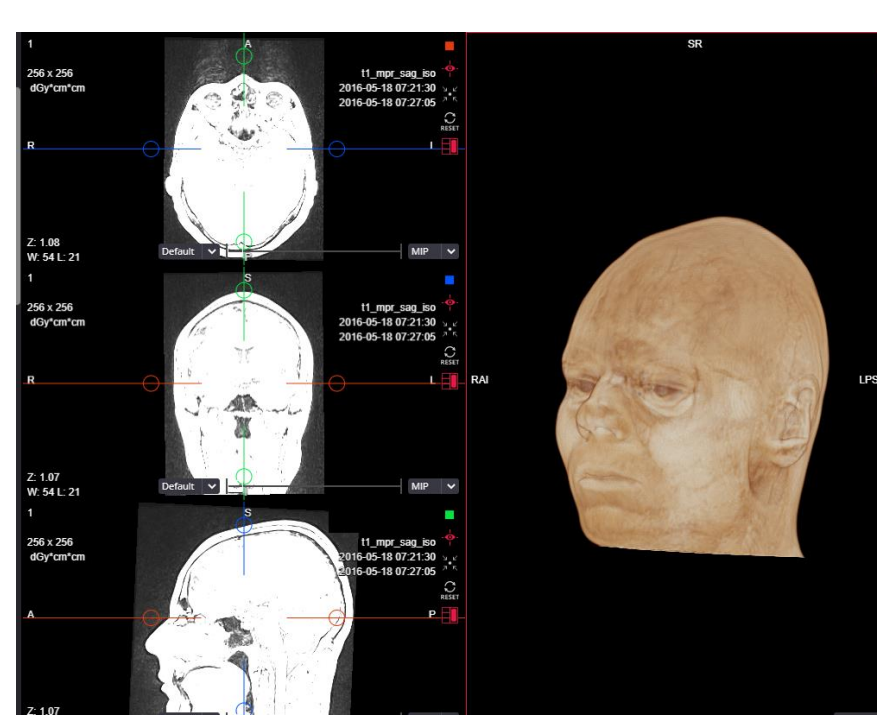 1
A
256 x 256
dGy*cm*cm
t1_mpr_sag_iso
2016-05-18 07:21:30
2016-05-18 07:27:05
RESET
R
Z: 1.08
W: 54 L: 21
Default
MIP
1
S
256 x 256
dGy*cm*cm
t1_mpr_sag_iso
2016-05-18 07:21:30
2016-05-18 07:27:05
RESET
R
L
Z: 1.07
W: 54 L: 21
Default
MIP
1
S
256 x 256
dGy*cm*cm
t1_mpr_sag_iso
2016-05-18 07:21:30
2016-05-18 07:27:05
RESET
A
P
Z: 1.07
SR
RAI
LPS